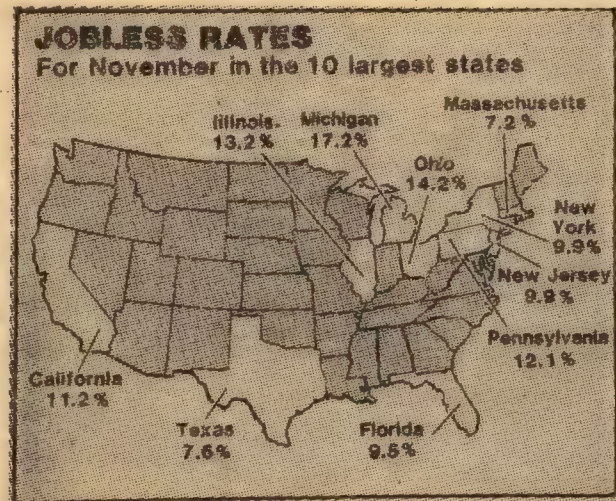 JOBLESS RATES
For November in the 10 largest states
Massachusetts
7.2%
Illinois.
13.2%
Michigan
17.2%
Ohio
14.2%
New
York
9.9%
New Jersey
9.9%
Pennsylvania
12.1%
California
11.2%
Texas
7.6%
Florida
9.5%